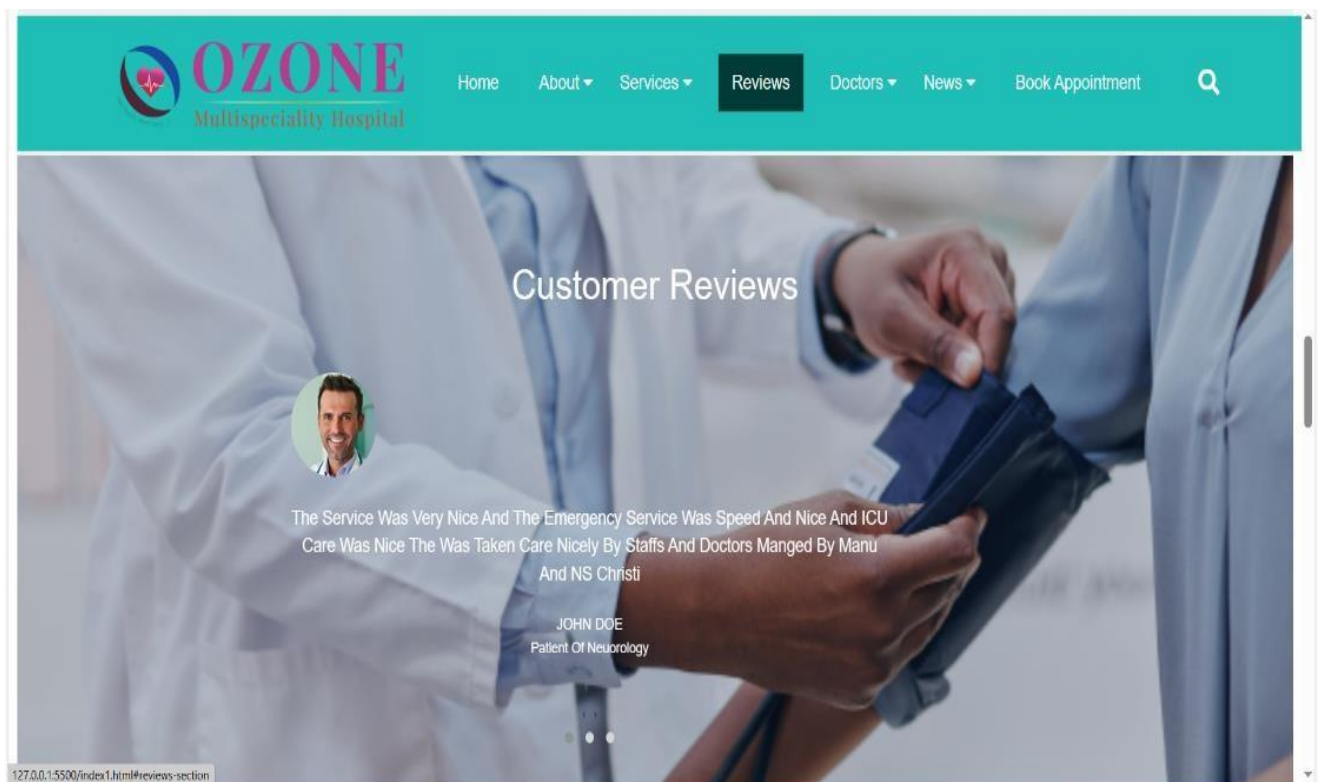 OZONE
Multispeciality Hospital
Home About Services Reviews Doctors News Book Appointment
Customer Reviews
The Service Was Very Nice And The Emergency Service Was Speed And Nice And ICU
Care Was Nice The Was Taken Care Nicely By Staffs And Doctors Manged By Manu
And NS Christi
JOHN DOE
Patient Of Neuorology
127.0.0.1:5500/index1.html#reviews-section